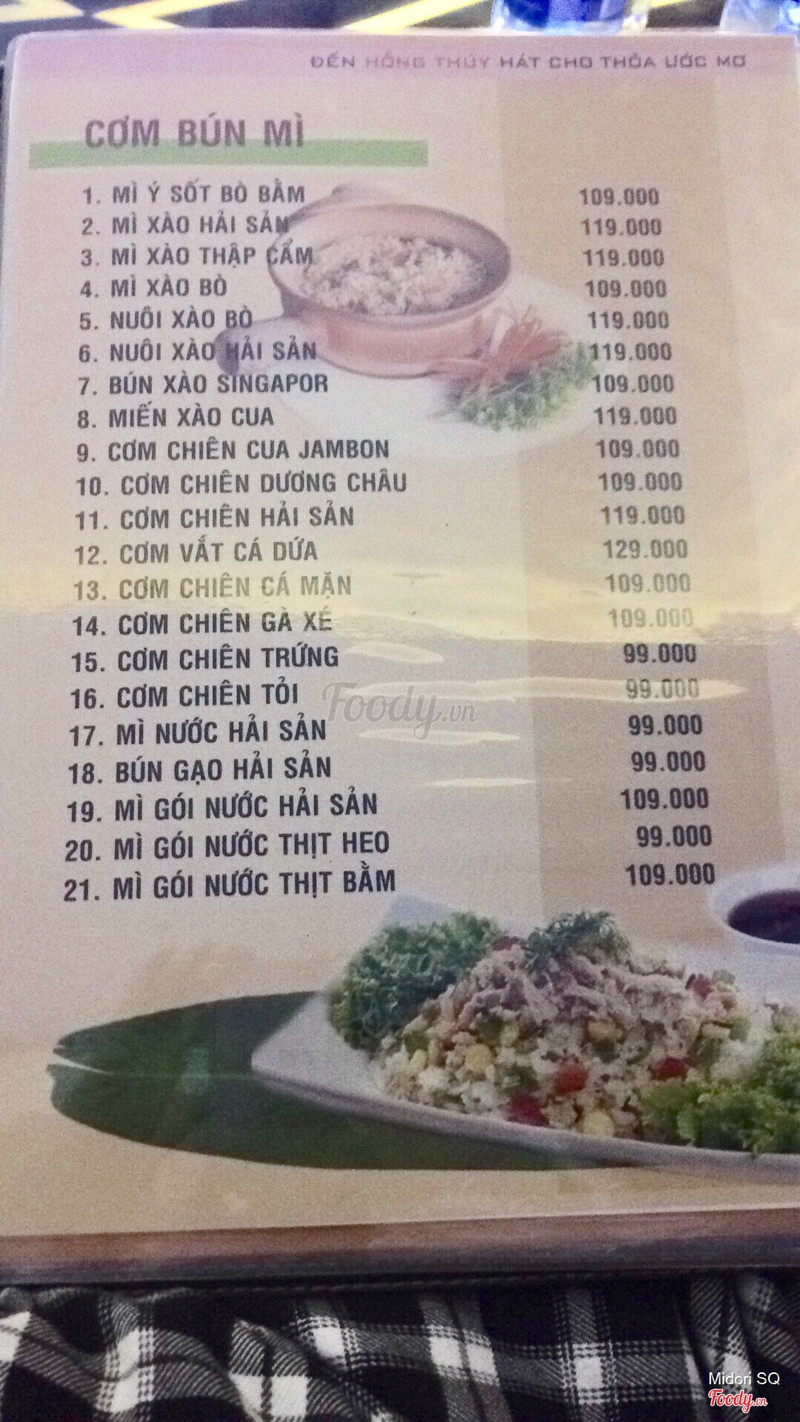 ĐẾN HỒNG THÚY HÁT CHO THỎA ƯỚC MƠ
CƠM BÚN MÌ
1. MÌ Ý SỐT BÒ BẰM 109.000
2. MÌ XÀO HẢI SẢN 119.000
3. MÌ XÀO THẬP CẨM 119.000
4. MÌ XÀO BÒ 109.000
5. NUÔI XÀO BÒ 119.000
6. NUÔI XÀO HẢI SẢN 119.000
7. BÚN XÀO SINGAPOR 109.000
8. MIẾN XÀO CUA 119.000
9. CƠM CHIÊN CUA JAMBON 109.000
10. CƠM CHIÊN DƯƠNG CHÂU 109.000
11. CƠM CHIÊN HẢI SẢN 119.000
12. CƠM VẮT CÁ DỨA 129.000
13. CƠM CHIÊN CÁ MẶN 109.000
14. CƠM CHIÊN GÀ XÉ 109.000
15. CƠM CHIÊN TRỨNG 99.000
16. CƠM CHIÊN TỎI 99.000
Foody.vn
17. MÌ NƯỚC HẢI SẢN 99.000
18. BÚN GẠO HẢI SẢN 99.000
19. MÌ GÓI NƯỚC HẢI SẢN 109.000
20. MÌ GÓI NƯỚC THỊT HEO 99.000
21. MÌ GÓI NƯỚC THỊT BẰM 109.000
Midori SQ
Foody.vn